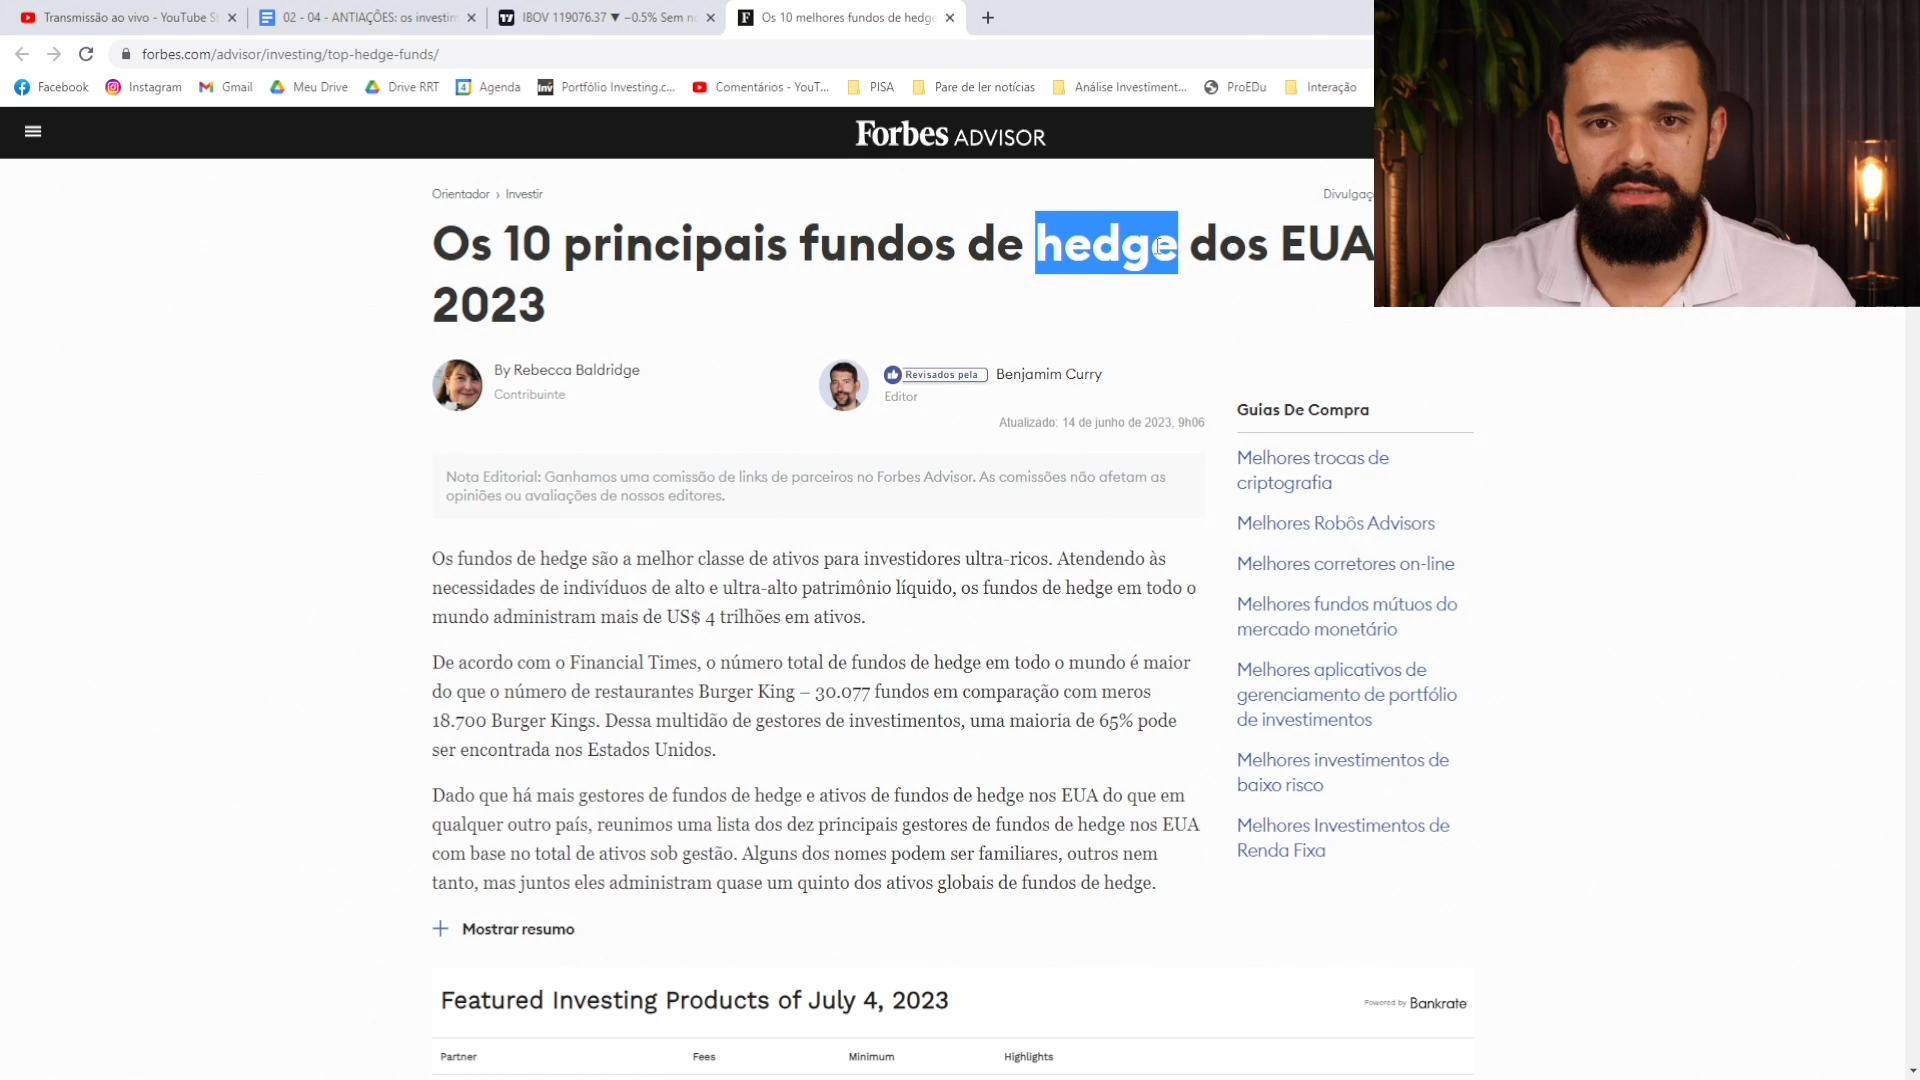 Transmissão ao vivo - YouTube S
02 - 04 - ANTIAÇÕES: os investim
IBOV 119076.37 ▼ −0.5% Sem n
Os 10 melhores fundos de hedge
forbes.com/advisor/investing/top-hedge-funds/
Facebook
Instagram
Gmail
Meu Drive
Drive RRT
Agenda
Portfólio Investing.c...
Comentários - YouT...
PISA
Pare de ler notícias
Análise Investiment...
ProEdu
Interação
Forbes ADVISOR
Orientador › Investir
Divulgaç
Os 10 principais fundos de hedge dos EUA
2023
By Rebecca Baldridge
Contribuinte
Revisados pela Benjamim Curry
Editor
Atualizado: 14 de junho de 2023, 9h06
Nota Editorial: Ganhamos uma comissão de links de parceiros no Forbes Advisor. As comissões não afetam as
opiniões ou avaliações de nossos editores.
Os fundos de hedge são a melhor classe de ativos para investidores ultra-ricos. Atendendo às
necessidades de indivíduos de alto e ultra-alto patrimônio líquido, os fundos de hedge em todo o
mundo administram mais de US$ 4 trilhões em ativos.
De acordo com o Financial Times, o número total de fundos de hedge em todo o mundo é maior
do que o número de restaurantes Burger King – 30.077 fundos em comparação com meros
18.700 Burger Kings. Dessa multidão de gestores de investimentos, uma maioria de 65% pode
ser encontrada nos Estados Unidos.
Dado que há mais gestores de fundos de hedge e ativos de fundos de hedge nos EUA do que em
qualquer outro país, reunimos uma lista dos dez principais gestores de fundos de hedge nos EUA
com base no total de ativos sob gestão. Alguns dos nomes podem ser familiares, outros nem
tanto, mas juntos eles administram quase um quinto dos ativos globais de fundos de hedge.
Mostrar resumo
Guias De Compra
Melhores trocas de
criptografia
Melhores Robôs Advisors
Melhores corretores on-line
Melhores fundos mútuos do
mercado monetário
Melhores aplicativos de
gerenciamento de portfólio
de investimentos
Melhores investimentos de
baixo risco
Melhores Investimentos de
Renda Fixa
Featured Investing Products of July 4, 2023
Powered by Bankrate
Partner
Fees
Minimum
Highlights